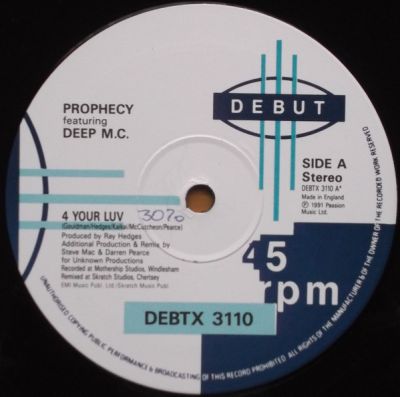 DEBUT
PROPHECY
featuring
DEEP M.C.
SIDE A
Stereo
DEBTX 3110 A*
Made in England
℗ 1991 Passion
Music Ltd.
4 YOUR LUV
3070
(Gouldman/Hedges/Kaikai/McCutcheon/Pearce)
Produced by Ray Hedges
Additional Production & Remix by
Steve Mac & Darren Pearce
for Unknown Productions
Recorded at Mothership Studios, Windlesham
Remixed at Skratch Studios, Chertsey
EMI Music Publ. Ltd./Skratch Music Publ.
45
rpm
DEBTX 3110
UNAUTHORISED COPYING PUBLIC PERFORMANCE & BROADCASTING OF THIS RECORD PROHIBITED. ALL RIGHTS OF THE MANUFACTURER & OF THE OWNER OF THE RECORDED WORK RESERVED